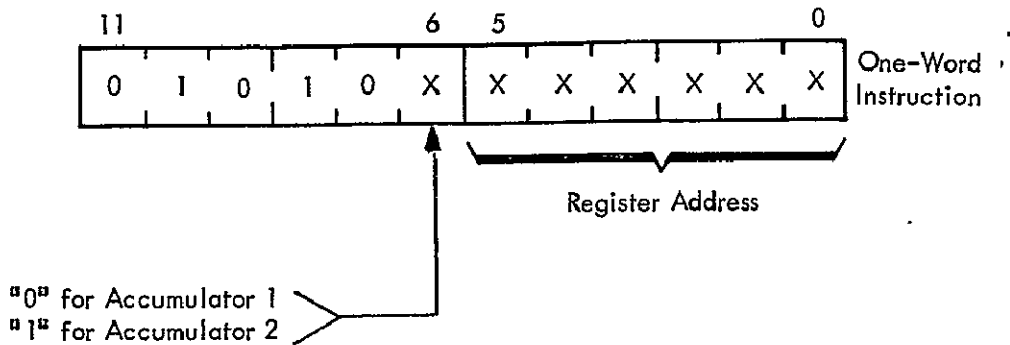 11 6 5 0
0 1 0 1 0 X X X X X X X One-Word
Instruction
Register Address
"0" for Accumulator 1
"1" for Accumulator 2